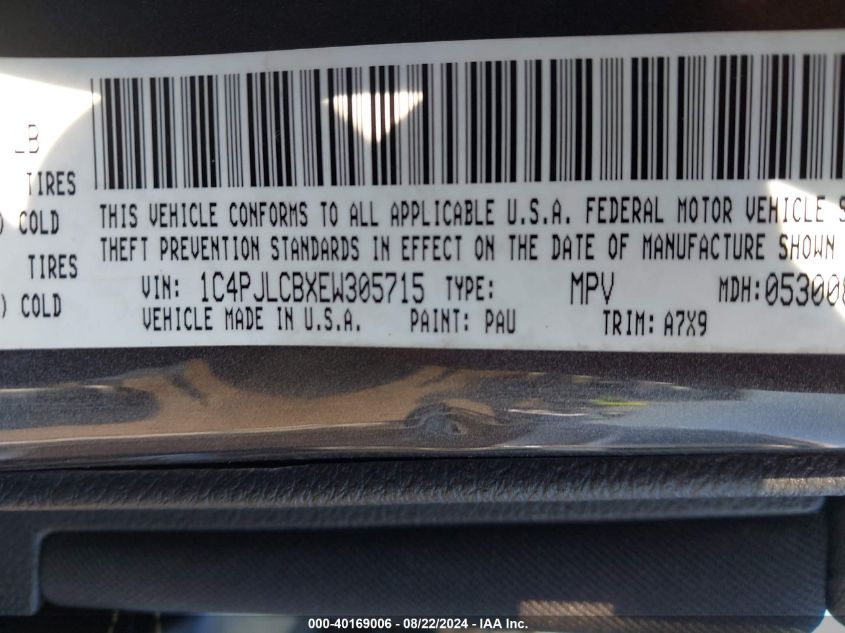 LB
TIRES
) COLD
TIRES
) COLD
THIS VEHICLE CONFORMS TO ALL APPLICABLE U.S.A. FEDERAL MOTOR VEHICLE S
THEFT PREVENTION STANDARDS IN EFFECT ON THE DATE OF MANUFACTURE SHOWN
VIN: 1C4PJLCBXEW305715 TYPE: MPV MDH:053008
VEHICLE MADE IN U.S.A. PAINT: PAU TRIM: A7X9
000-40169006 - 08/22/2024 - IAA Inc.